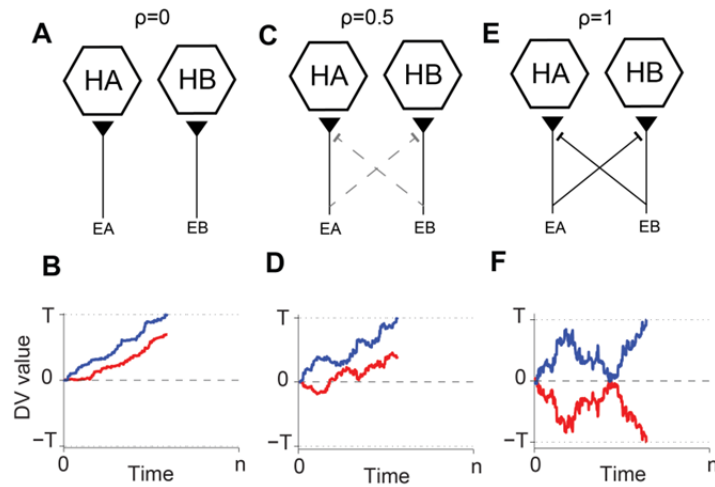 A
ρ=0
HA
HB
EA
EB
C
ρ=0.5
HA
HB
EA
EB
E
ρ=1
HA
HB
EA
EB
B
DV value
T
0
−T
0
Time
n
D
T
0
−T
0
Time
n
F
T
0
−T
0
Time
n